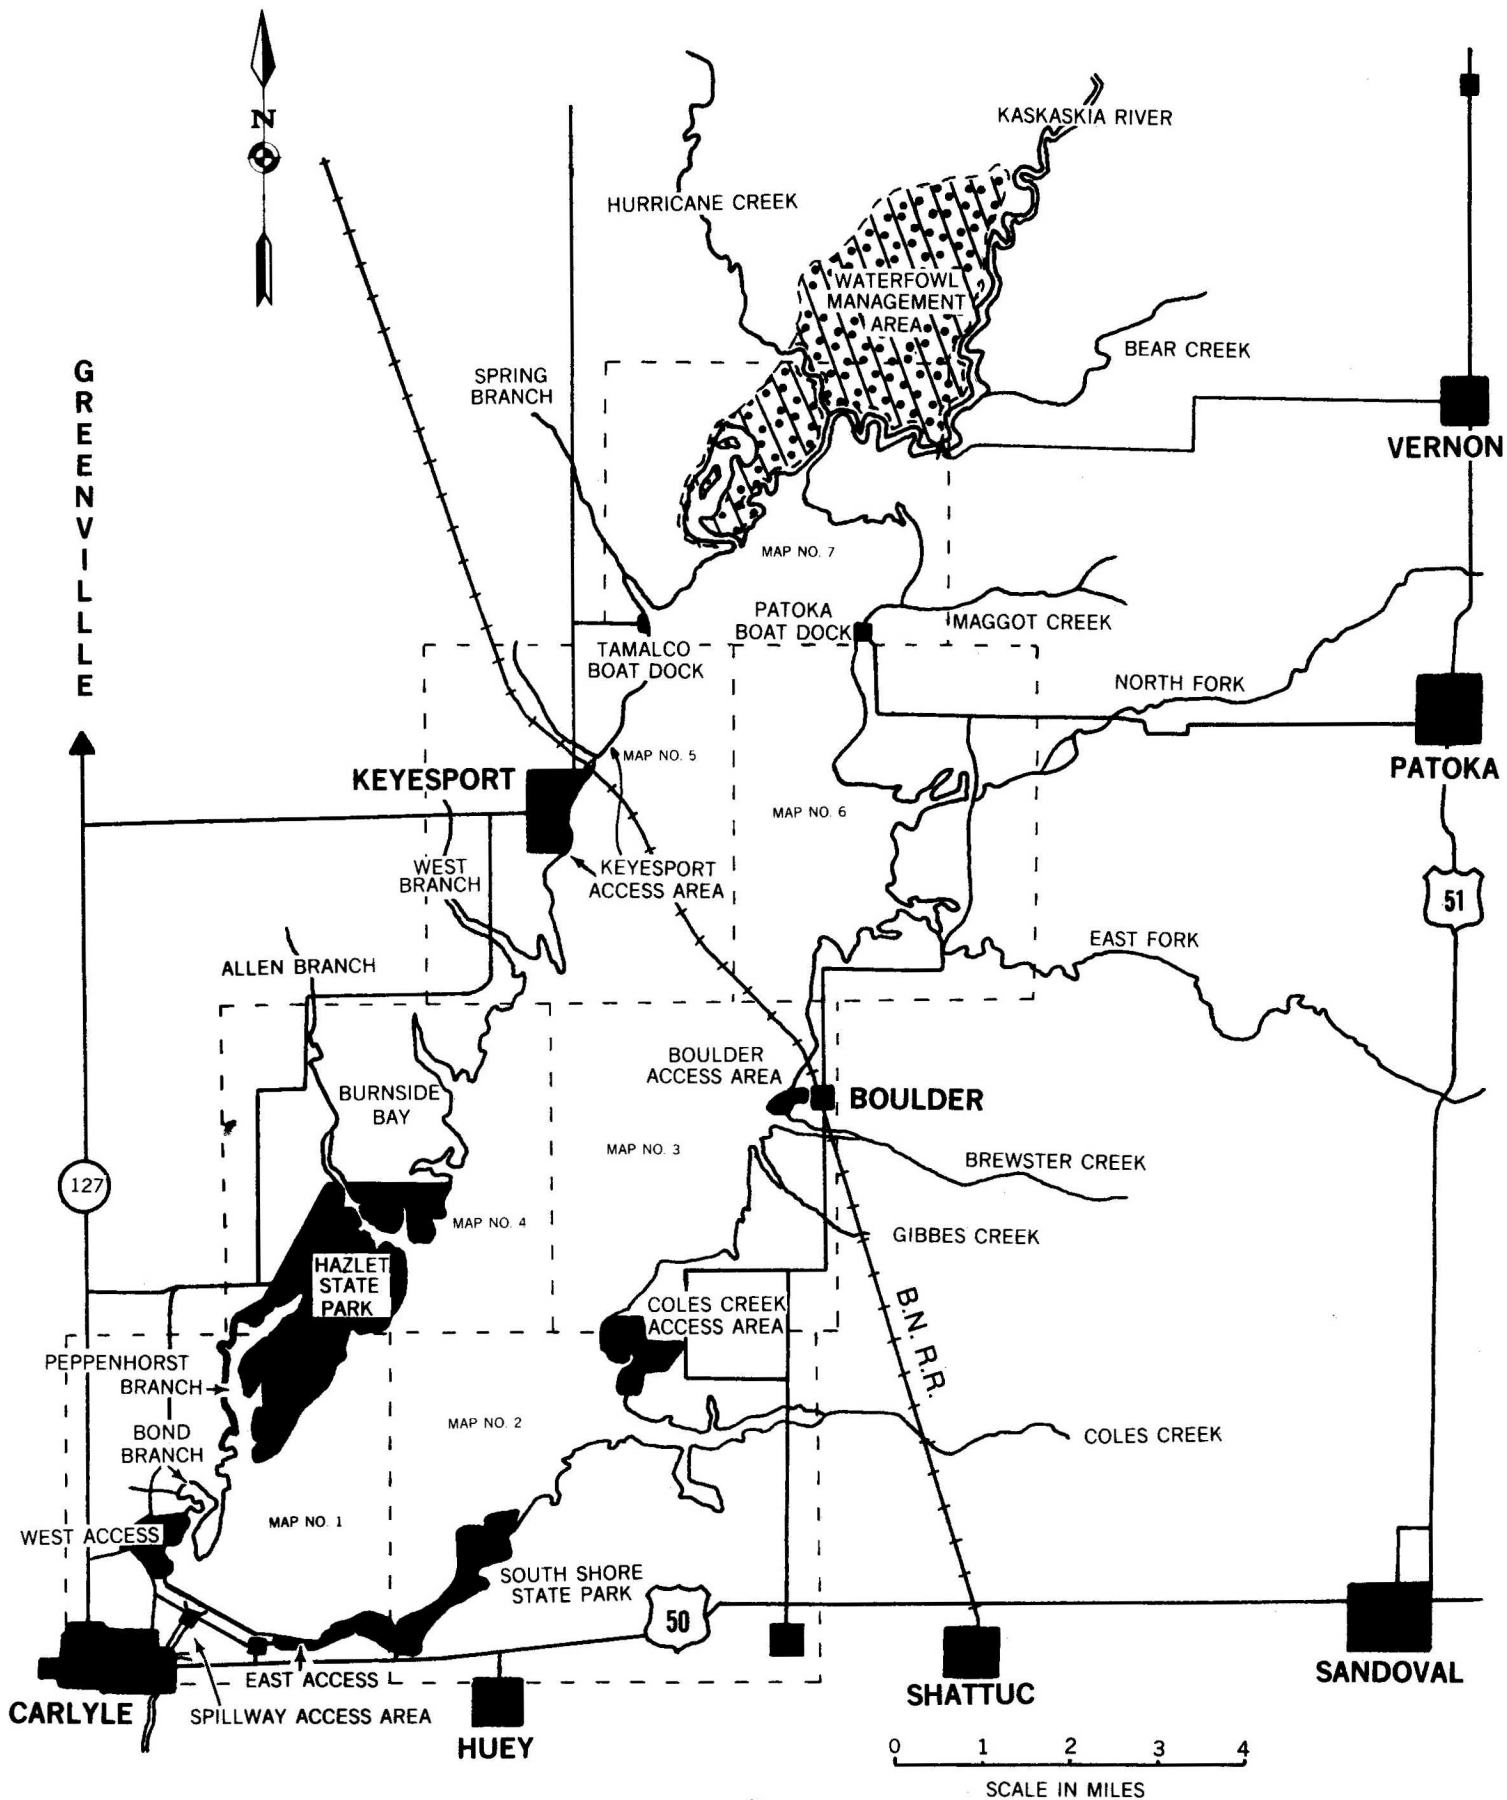 N
KASKASKIA RIVER
HURRICANE CREEK
WATERFOWL
MANAGEMENT
AREA
BEAR CREEK
SPRING
BRANCH
GREENVILLLE
VERNON
MAP NO. 7
PATOKA
BOAT DOCK
MAGGOT CREEK
TAMALCO
BOAT DOCK
NORTH FORK
MAP NO. 5
KEYESPORT
PATOKA
MAP NO. 6
WEST
BRANCH
KEYESPORT
ACCESS AREA
51
EAST FORK
ALLEN BRANCH
BOULDER
ACCESS AREA
BURNSIDE
BAY
BOULDER
MAP NO. 3
BREWSTER CREEK
127
MAP NO. 4
GIBBES CREEK
HAZLET
STATE
PARK
COLES CREEK
ACCESS AREA
B.N. R.R.
PEPPENHORST
BRANCH
MAP NO. 2
BOND
BRANCH
COLES CREEK
MAP NO. 1
WEST ACCESS
SOUTH SHORE
STATE PARK
50
EAST ACCESS
SANDOVAL
CARLYLE
SPILLWAY ACCESS AREA
SHATTUC
HUEY
0 1 2 3 4
SCALE IN MILES